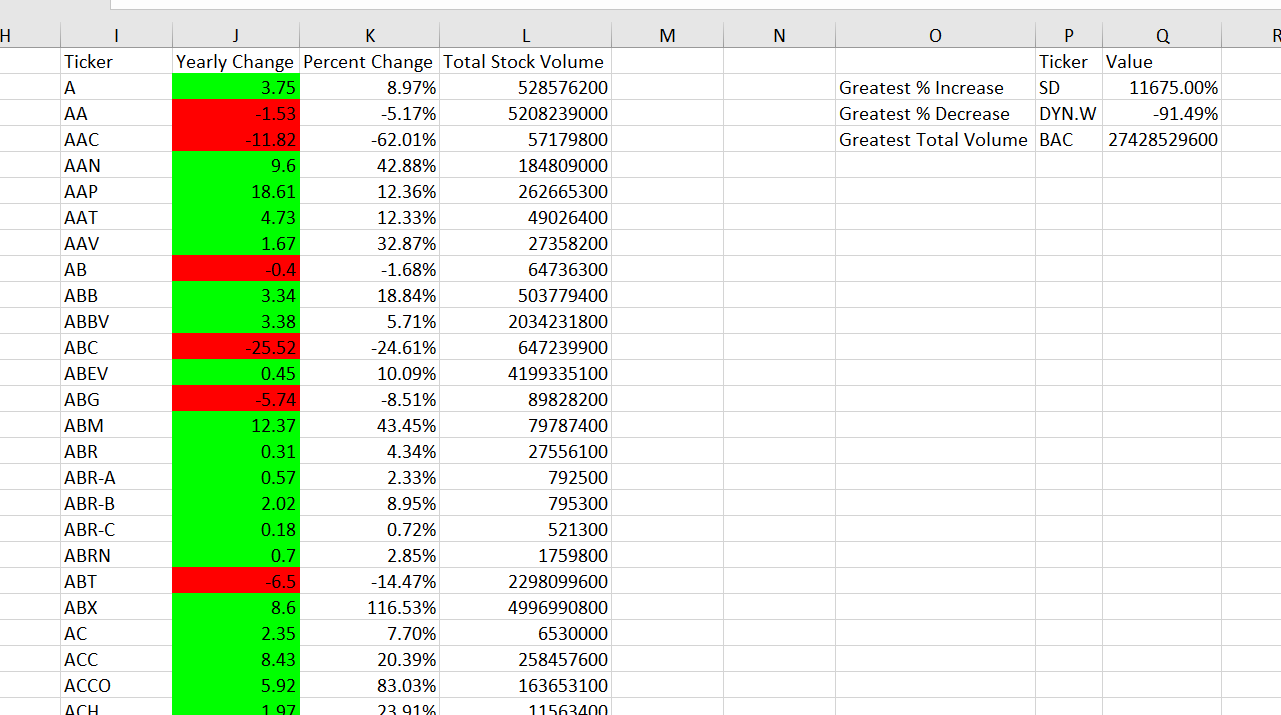 H I J K L M N O P Q R
Ticker Yearly Change Percent Change Total Stock Volume Ticker Value
A 3.75 8.97% 528576200 Greatest % Increase SD 11675.00%
AA -1.53 -5.17% 5208239000 Greatest % Decrease DYN.W -91.49%
AAC -11.82 -62.01% 57179800 Greatest Total Volume BAC 27428529600
AAN 9.6 42.88% 184809000
AAP 18.61 12.36% 262665300
AAT 4.73 12.33% 49026400
AAV 1.67 32.87% 27358200
AB -0.4 -1.68% 64736300
ABB 3.34 18.84% 503779400
ABBV 3.38 5.71% 2034231800
ABC -25.52 -24.61% 647239900
ABEV 0.45 10.09% 4199335100
ABG -5.74 -8.51% 89828200
ABM 12.37 43.45% 79787400
ABR 0.31 4.34% 27556100
ABR-A 0.57 2.33% 792500
ABR-B 2.02 8.95% 795300
ABR-C 0.18 0.72% 521300
ABRN 0.7 2.85% 1759800
ABT -6.5 -14.47% 2298099600
ABX 8.6 116.53% 4996990800
AC 2.35 7.70% 6530000
ACC 8.43 20.39% 258457600
ACCO 5.92 83.03% 163653100
ACH 1.97 23.91% 11563400